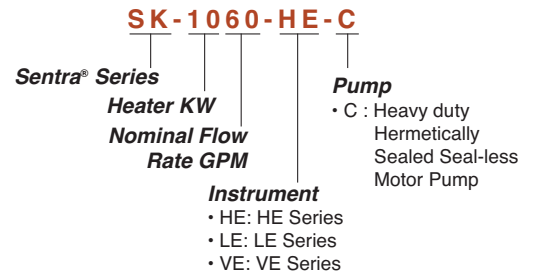 SK-1060-HE-C
Sentra® Series
Heater KW
Nominal Flow
Rate GPM
Instrument
• HE: HE Series
• LE: LE Series
• VE: VE Series
Pump
• C : Heavy duty
Hermetically
Sealed Seal-less
Motor Pump